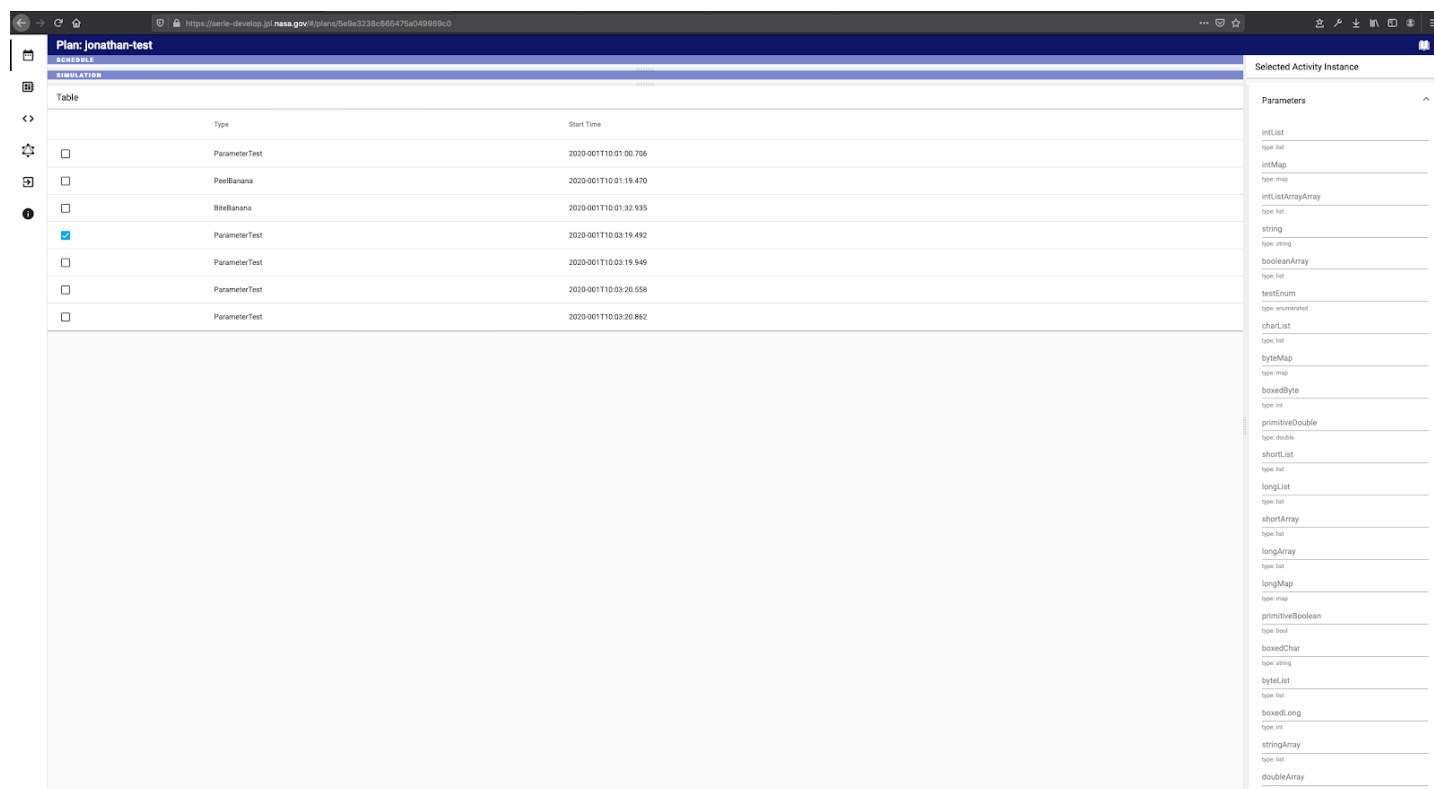 https://aerie-develop.jpl.nasa.gov/#/plans/5e9e3238c665475a049959c0
Plan: jonathan-test
SCHEDULE
SIMULATION
Table
Type Start Time
ParameterTest 2020-001T10:01:00.706
PeelBanana 2020-001T10:01:19.470
BiteBanana 2020-001T10:01:32.935
ParameterTest 2020-001T10:03:19.492
ParameterTest 2020-001T10:03:19.949
ParameterTest 2020-001T10:03:20.558
ParameterTest 2020-001T10:03:20.862
Selected Activity Instance
Parameters
intList
type: list
intMap
type: map
intListArrayArray
type: list
string
type: string
booleanArray
type: list
testEnum
type: enumerated
charList
type: list
byteMap
type: map
boxedByte
type: int
primitiveDouble
type: double
shortList
type: list
longList
type: list
shortArray
type: list
longArray
type: list
longMap
type: map
primitiveBoolean
type: bool
boxedChar
type: string
byteList
type: list
boxedLong
type: int
stringArray
type: list
doubleArray